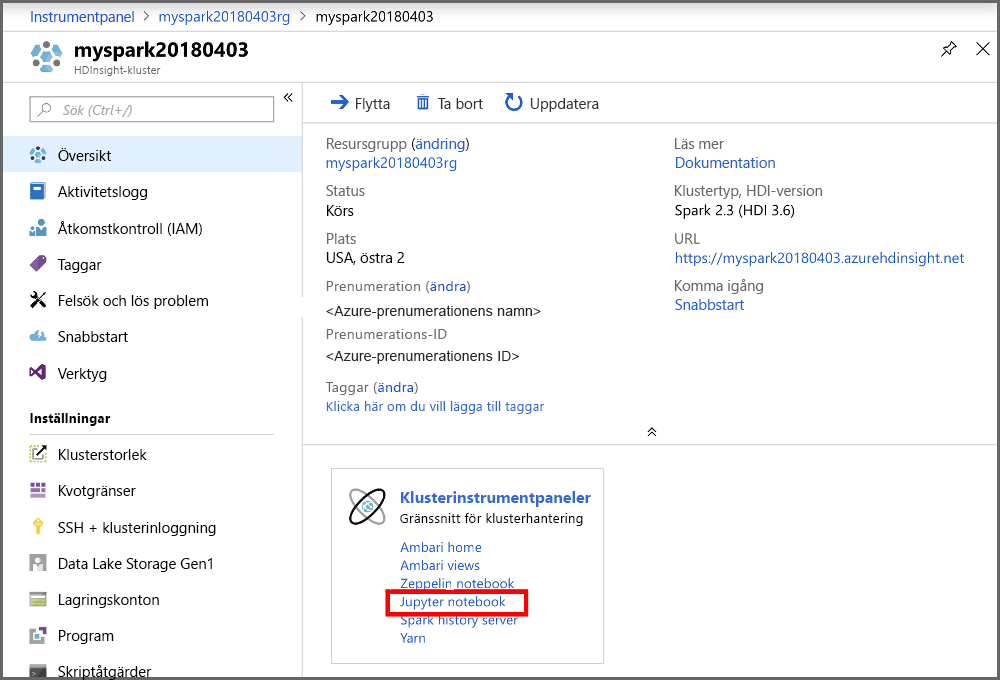 Instrumentpanel > myspark20180403rg > myspark20180403
myspark20180403
HDInsight-kluster
Sök (Ctrl+/)
«
Översikt
Aktivitetslogg
Åtkomstkontroll (IAM)
Taggar
Felsök och lös problem
Snabbstart
Verktyg
Inställningar
Klusterstorlek
Kvotgränser
SSH + klusterinloggning
Data Lake Storage Gen1
Lagringskonton
Program
Skriptåtgärder
Flytta Ta bort Uppdatera
Resursgrupp (ändring)
myspark20180403rg
Status
Körs
Plats
USA, östra 2
Prenumeration (ändra)
<Azure-prenumerationens namn>
Prenumerations-ID
<Azure-prenumerationens ID>
Taggar (ändra)
Klicka här om du vill lägga till taggar
Läs mer
Dokumentation
Klustertyp, HDI-version
Spark 2.3 (HDI 3.6)
URL
https://myspark20180403.azurehdinsight.net
Komma igång
Snabbstart
Klusterinstrumentpaneler
Gränssnitt för klusterhantering
Ambari home
Ambari views
Zeppelin notebook
Jupyter notebook
Spark history server
Yarn